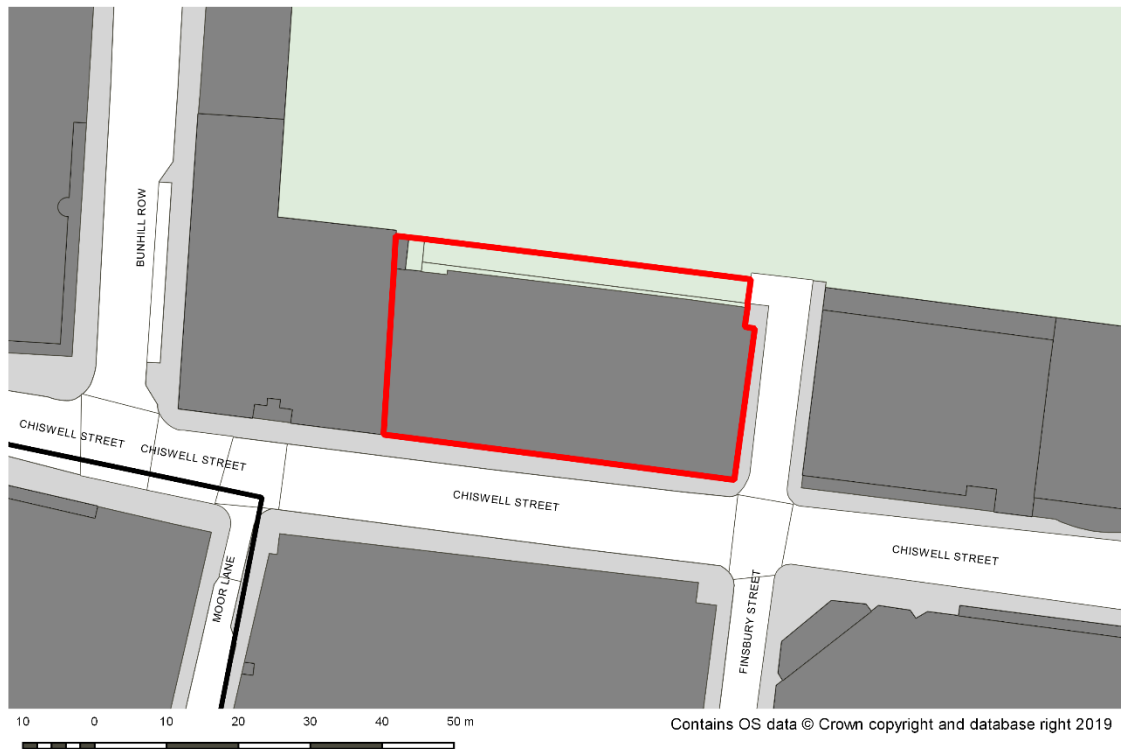 BUNHILL ROW
CHISWELL STREET
CHISWELL STREET
CHISWELL STREET
CHISWELL STREET
MOOR LANE
FINSBURY STREET
10 0 10 20 30 40 50 m
Contains OS data © Crown copyright and database right 2019